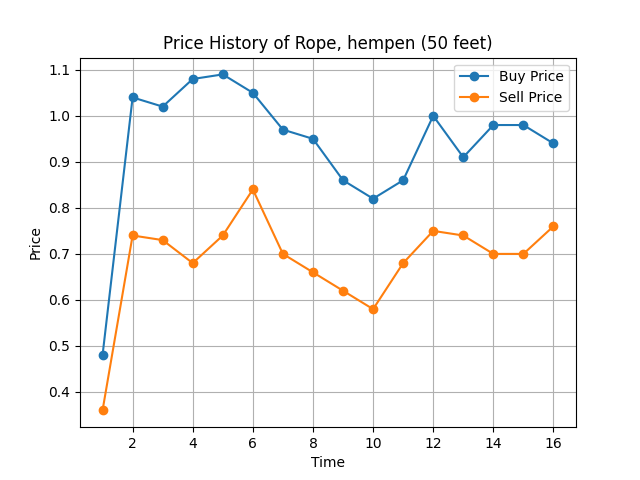 Price History of Rope, hempen (50 feet)
Buy Price
Sell Price
1.1
1.0
0.9
0.8
0.7
0.6
0.5
0.4
Price
2 4 6 8 10 12 14 16
Time